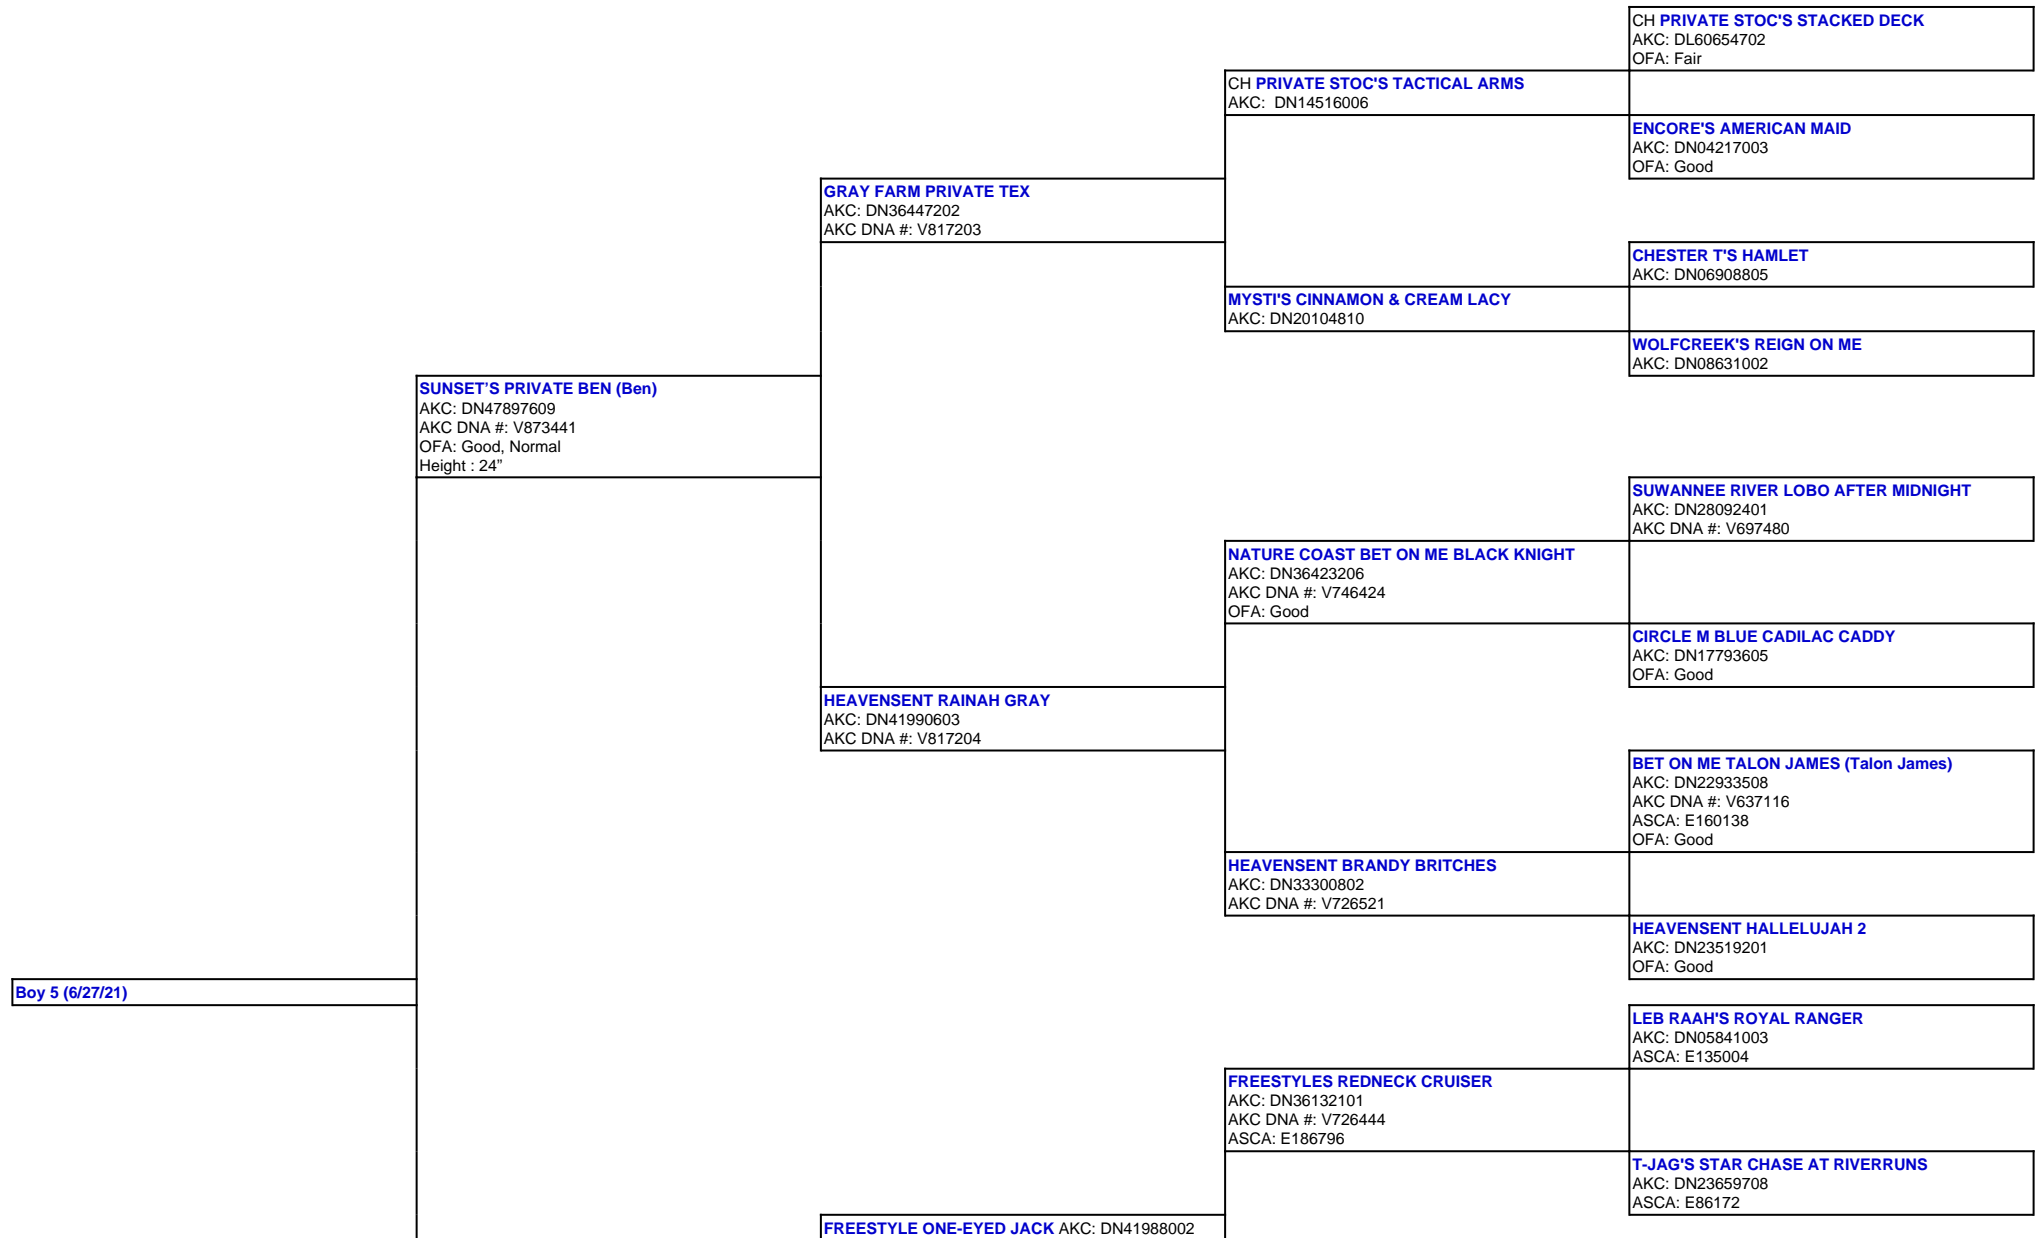 CH PRIVATE STOC'S STACKED DECK
AKC: DL60654702
OFA: Fair
CH PRIVATE STOC'S TACTICAL ARMS
AKC:  DN14516006
ENCORE'S AMERICAN MAID
AKC: DN04217003
OFA: Good
GRAY FARM PRIVATE TEX
AKC: DN36447202
AKC DNA #: V817203
CHESTER T'S HAMLET
AKC: DN06908805
MYSTI'S CINNAMON & CREAM LACY
AKC: DN20104810
WOLFCREEK'S REIGN ON ME
AKC: DN08631002
SUNSET’S PRIVATE BEN (Ben)
AKC: DN47897609
AKC DNA #: V873441
OFA: Good, Normal
Height : 24”
SUWANNEE RIVER LOBO AFTER MIDNIGHT
AKC: DN28092401
AKC DNA #: V697480
NATURE COAST BET ON ME BLACK KNIGHT
AKC: DN36423206
AKC DNA #: V746424
OFA: Good
CIRCLE M BLUE CADILAC CADDY
AKC: DN17793605
OFA: Good
HEAVENSENT RAINAH GRAY
AKC: DN41990603
AKC DNA #: V817204
BET ON ME TALON JAMES (Talon James)
AKC: DN22933508
AKC DNA #: V637116
ASCA: E160138
OFA: Good
HEAVENSENT BRANDY BRITCHES
AKC: DN33300802
AKC DNA #: V726521
HEAVENSENT HALLELUJAH 2
AKC: DN23519201
OFA: Good
Boy 5 (6/27/21)
LEB RAAH'S ROYAL RANGER
AKC: DN05841003
ASCA: E135004
FREESTYLES REDNECK CRUISER
AKC: DN36132101
AKC DNA #: V726444
ASCA: E186796
T-JAG'S STAR CHASE AT RIVERRUNS
AKC: DN23659708
ASCA: E86172
FREESTYLE ONE-EYED JACK AKC: DN41988002